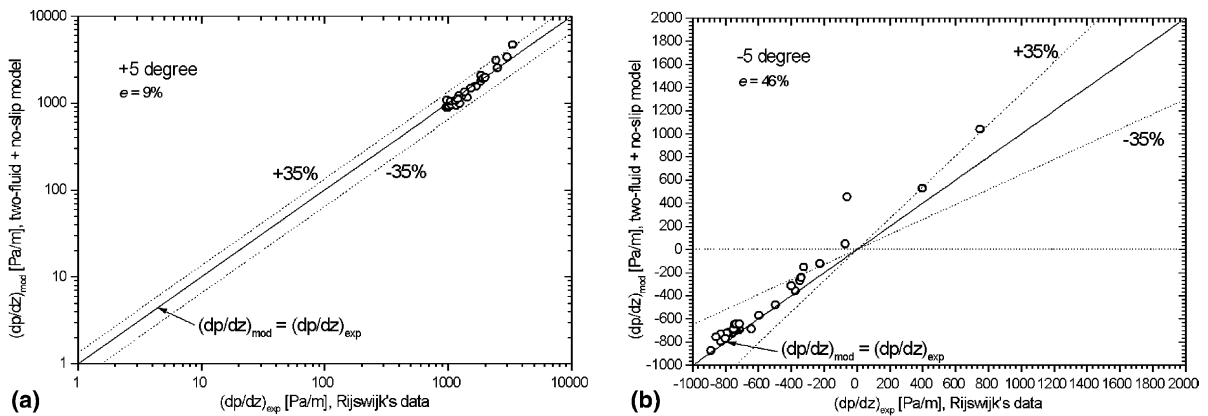 10000
1000
100
10
1
(dp/dz)mod [Pa/m], two-fluid + no-slip model
+5 degree
e = 9%
+35%
-35%
(dp/dz)mod = (dp/dz)exp
1 10 100 1000 10000
(dp/dz)exp [Pa/m], Rijswijk's data
(a)
2000
1800
1600
1400
1200
1000
800
600
400
200
0
-200
-400
-600
-800
-1000
(dp/dz)mod [Pa/m], two-fluid + no-slip model
-5 degree
e = 46%
+35%
-35%
(dp/dz)mod = (dp/dz)exp
-1000 -800 -600 -400 -200 0 200 400 600 800 1000 1200 1400 1600 1800 2000
(dp/dz)exp [Pa/m], Rijswijk's data
(b)